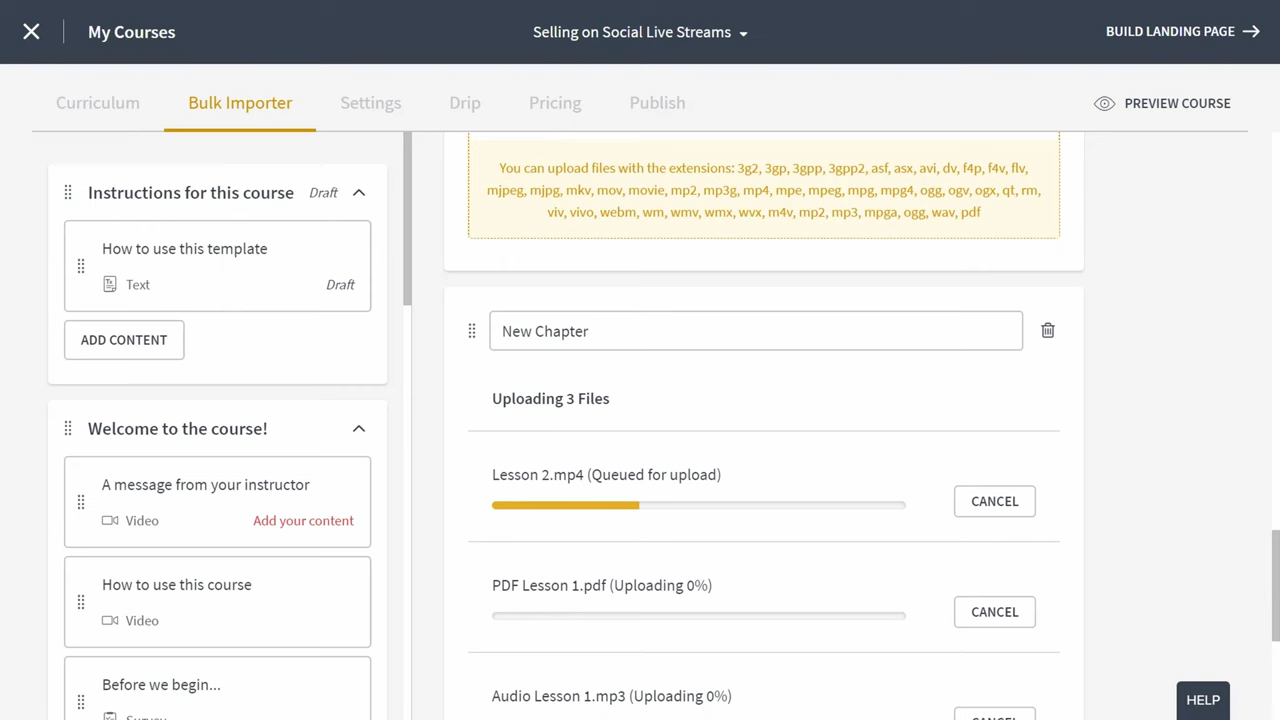 My Courses
Selling on Social Live Streams
BUILD LANDING PAGE
Curriculum
Bulk Importer
Settings
Drip
Pricing
Publish
PREVIEW COURSE
Instructions for this course
Draft
How to use this template
Text
Draft
ADD CONTENT
Welcome to the course!
A message from your instructor
Video
Add your content
How to use this course
Video
Before we begin...
Survey
You can upload files with the extensions: 3g2, 3gp, 3gpp, 3gpp2, asf, asx, avi, dv, f4p, f4v, flv,
mjpeg, mjpg, mkv, mov, movie, mp2, mp3g, mp4, mpe, mpeg, mpg, mpg4, ogg, ogv, ogx, qt, rm,
viv, vivo, webm, wm, wmv, wmx, wvx, m4v, mp2, mp3, mpga, ogg, wav, pdf
New Chapter
Uploading 3 Files
Lesson 2.mp4 (Queued for upload)
CANCEL
PDF Lesson 1.pdf (Uploading 0%)
CANCEL
Audio Lesson 1.mp3 (Uploading 0%)
CANCEL
HELP